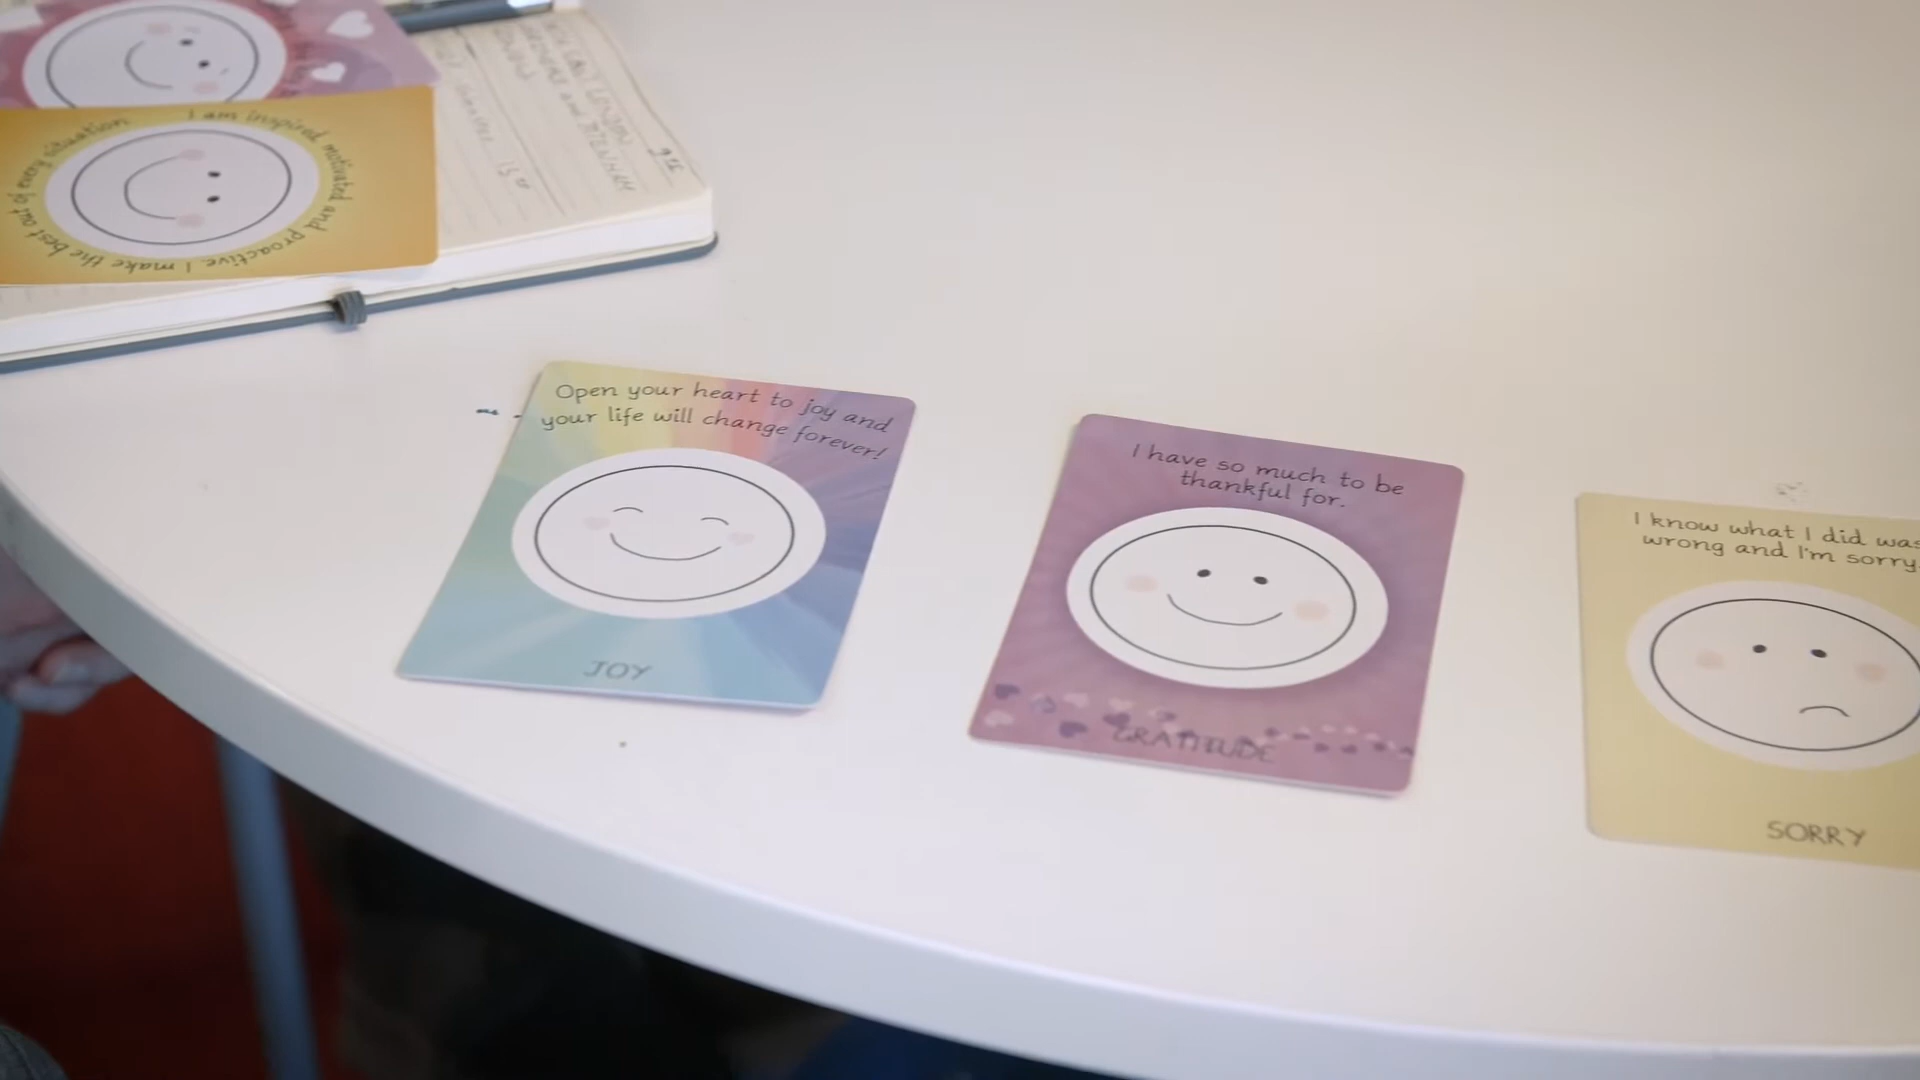 I am inspired, motivated and proactive. I make the best out of every situation.
Open your heart to joy and
your life will change forever!
JOY
I have so much to be
thankful for.
GRATITUDE
I know what I did was
wrong and I'm sorry.
SORRY